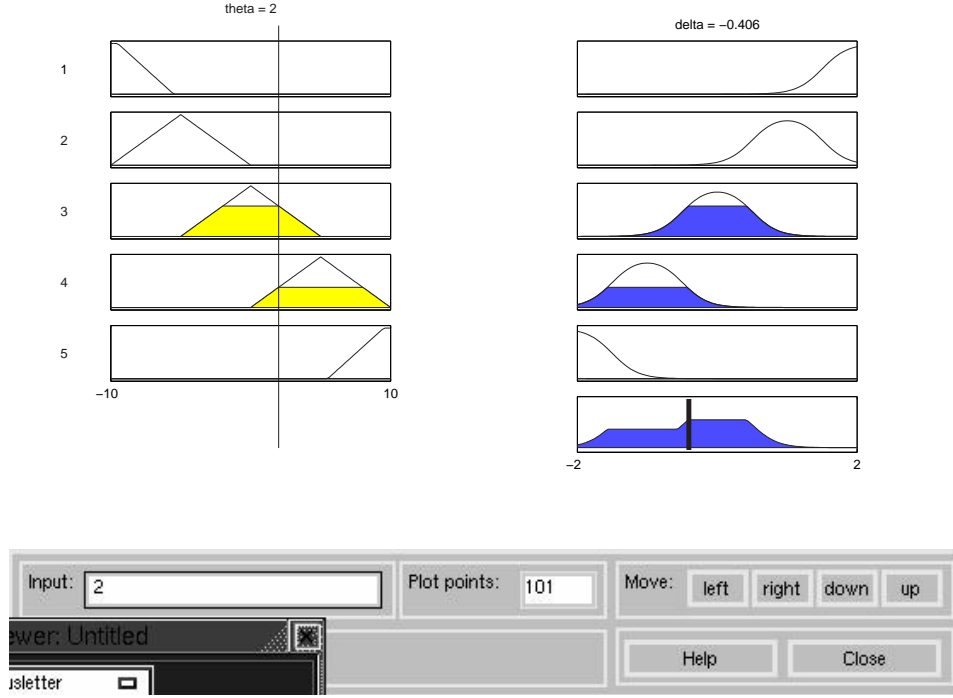 theta = 2
delta = −0.406
1
2
3
4
5
−10
10
−2
2
Input: 2
Plot points: 101
Move: left right down up
ewer: Untitled
Help Close
usletter